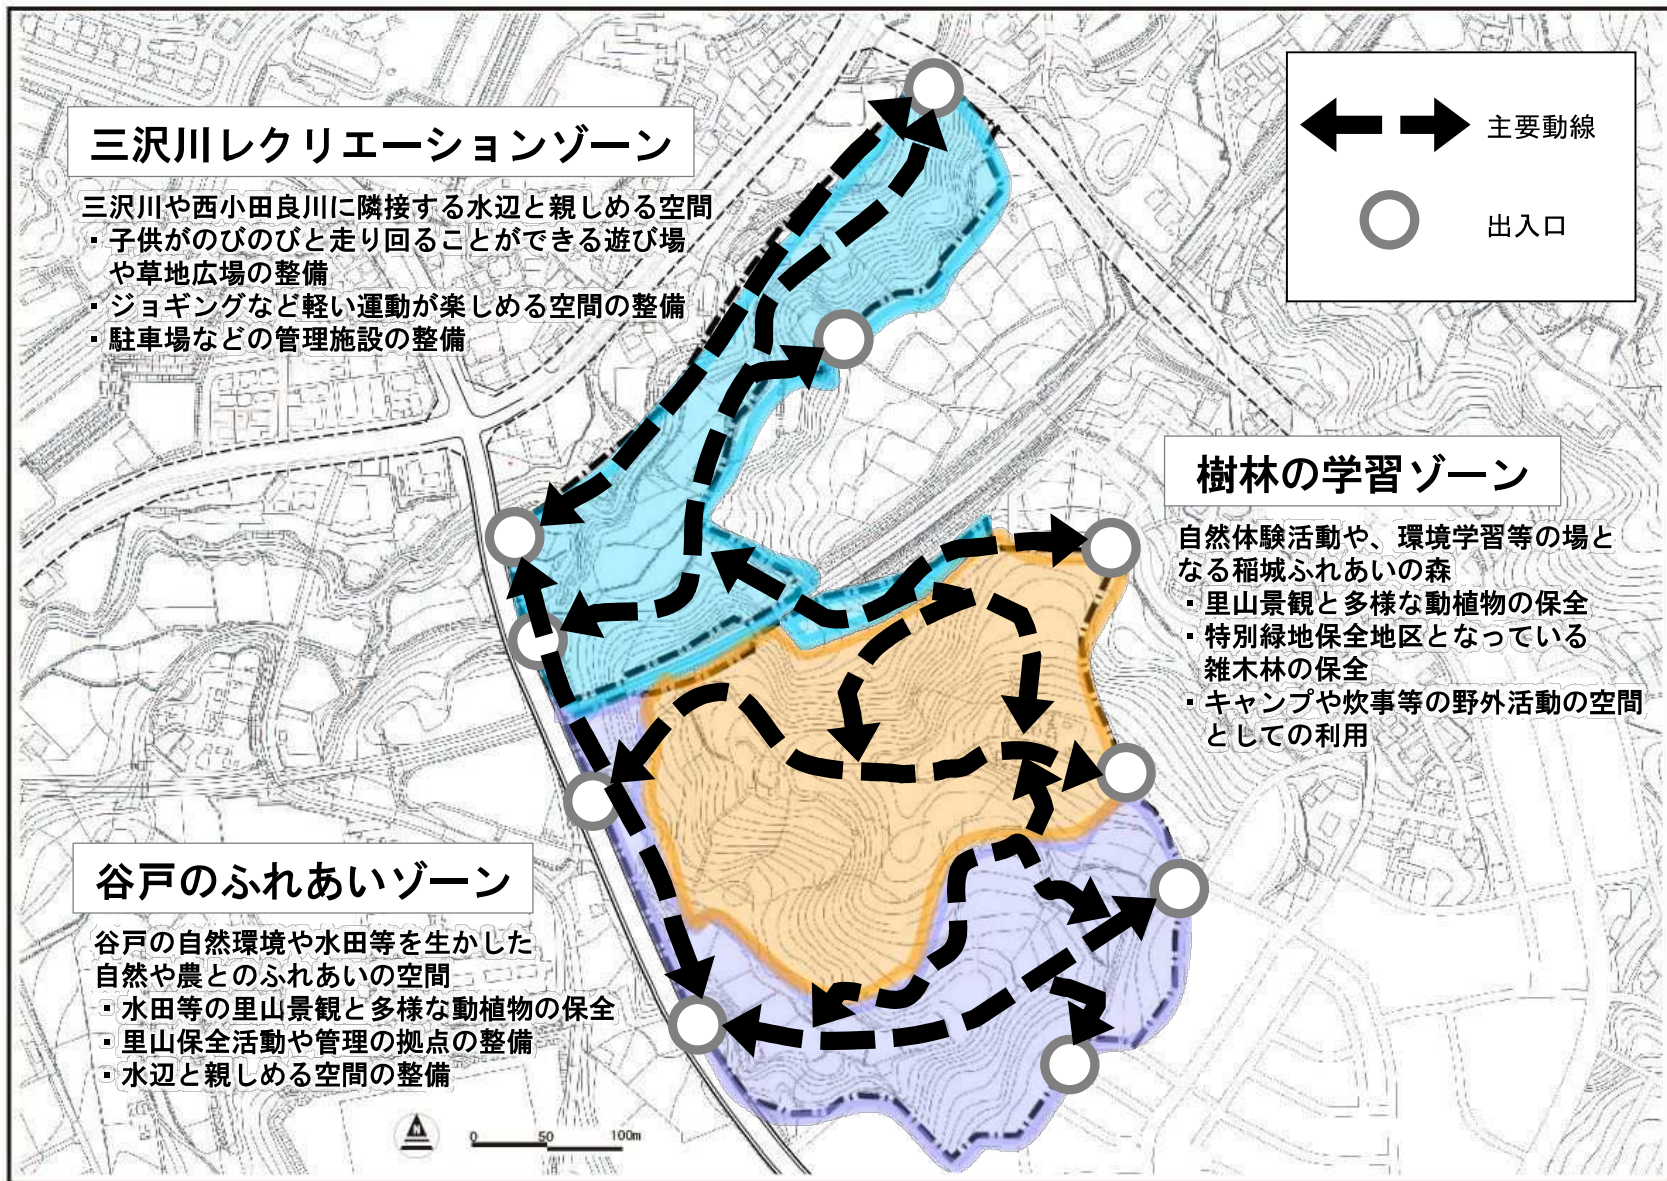 三沢川レクリエーションゾーン
三沢川や西小田良川に隣接する水辺と親しめる空間
・子供がのびのびと走り回ることができる遊び場
や草地広場の整備
・ジョギングなど軽い運動が楽しめる空間の整備
・駐車場などの管理施設の整備
主要動線
出入口
樹林の学習ゾーン
自然体験活動や、環境学習等の場と
なる稲城ふれあいの森
・里山景観と多様な動植物の保全
・特別緑地保全地区となっている
雑木林の保全
・キャンプや炊事等の野外活動の空間
としての利用
谷戸のふれあいゾーン
谷戸の自然環境や水田等を生かした
自然や農とのふれあいの空間
・水田等の里山景観と多様な動植物の保全
・里山保全活動や管理の拠点の整備
・水辺と親しめる空間の整備
N
0 50 100m